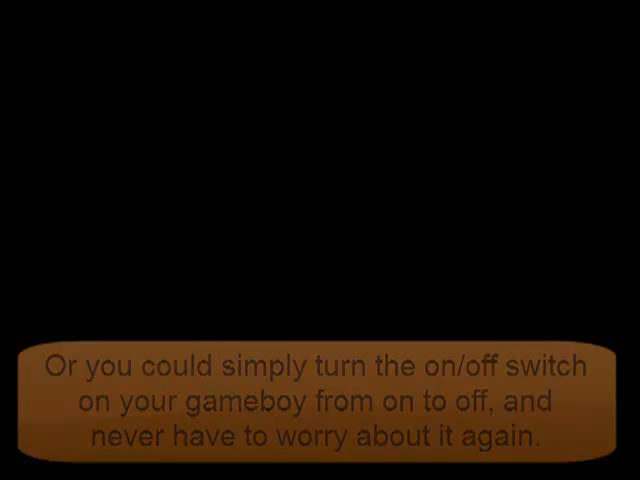 Or you could simply turn the on/off switch
on your gameboy from on to off, and
never have to worry about it again.